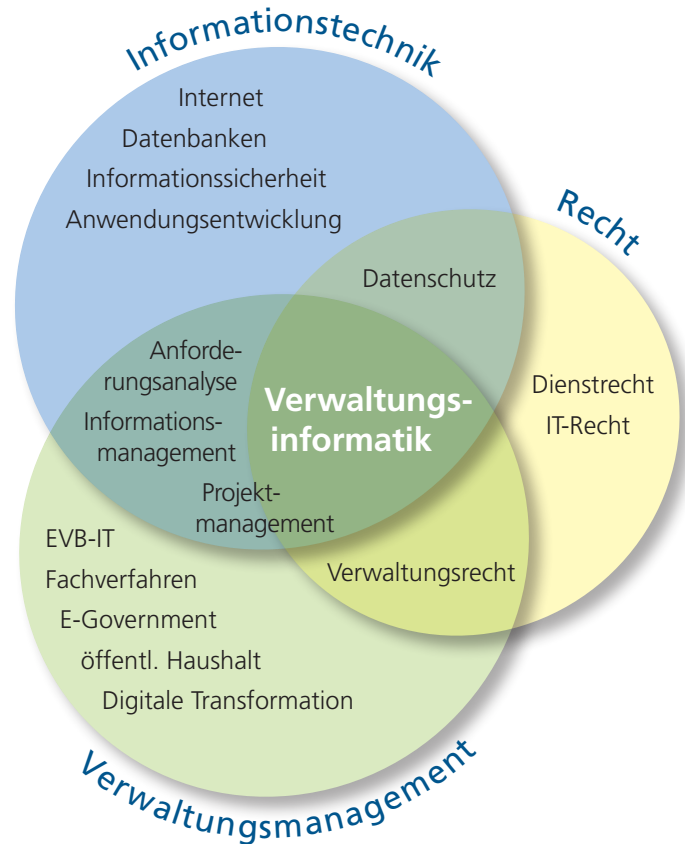 Informationstechnik
Internet
Datenbanken
Informationssicherheit
Anwendungsentwicklung
Recht
Datenschutz
Anforde-
rungsanalyse
Informations-
management
Projekt-
management
Verwaltungs-
informatik
Dienstrecht
IT-Recht
EVB-IT
Fachverfahren
E-Government
öffentl. Haushalt
Digitale Transformation
Verwaltungsrecht
Verwaltungsmanagement